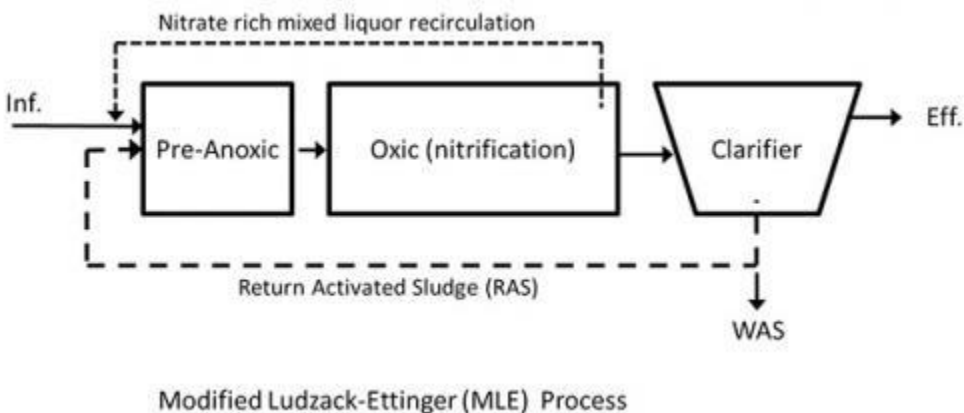 Nitrate rich mixed liquor recirculation
Inf.
Pre-Anoxic
Oxic (nitrification)
Clarifier
Eff.
Return Activated Sludge (RAS)
WAS
Modified Ludzack-Ettinger (MLE) Process